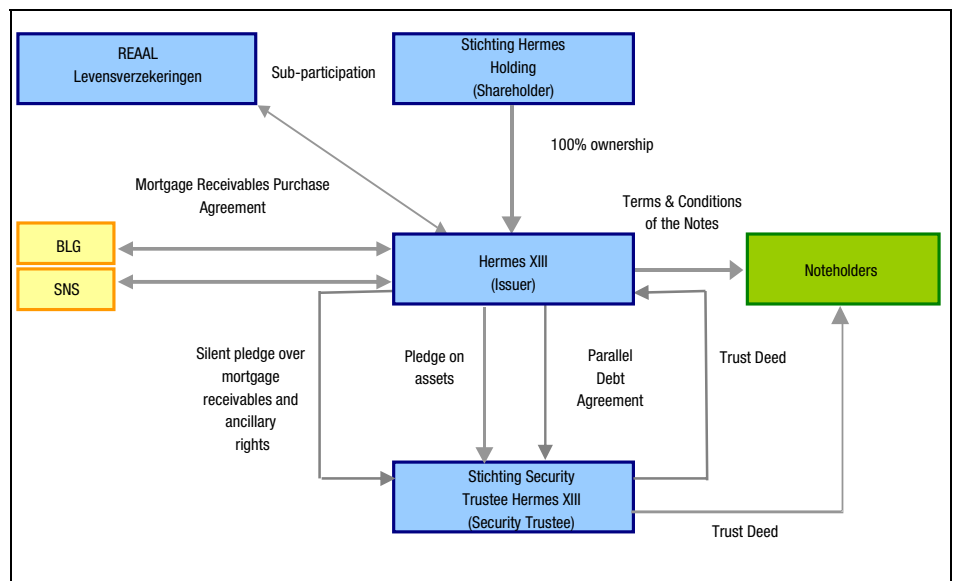 REAAL
Levensverzekeringen
Sub-participation
Stichting Hermes
Holding
(Shareholder)
100% ownership
Mortgage Receivables Purchase
Agreement
Terms & Conditions
of the Notes
BLG
SNS
Hermes XIII
(Issuer)
Noteholders
Silent pledge over
mortgage
receivables and
ancillary
rights
Pledge on
assets
Parallel
Debt
Agreement
Trust Deed
Stichting Security
Trustee Hermes XIII
(Security Trustee)
Trust Deed